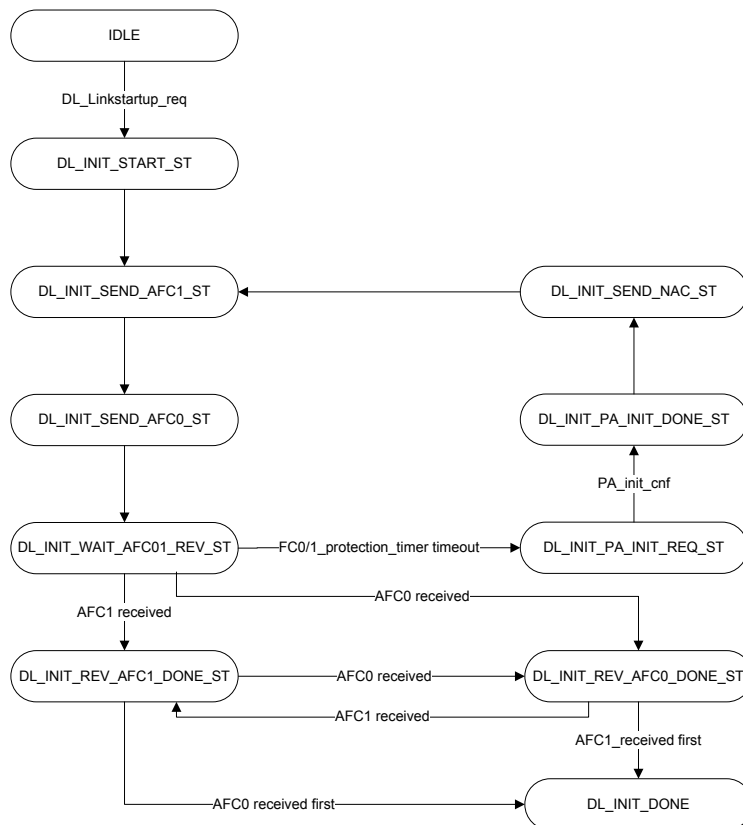 IDLE
DL_Linkstartup_req
DL_INIT_START_ST
DL_INIT_SEND_AFC1_ST
DL_INIT_SEND_NAC_ST
DL_INIT_SEND_AFC0_ST
DL_INIT_PA_INIT_DONE_ST
PA_init_cnf
DL_INIT_WAIT_AFC01_REV_ST
FC0/1_protection_timer timeout
DL_INIT_PA_INIT_REQ_ST
AFC0 received
AFC1 received
DL_INIT_REV_AFC1_DONE_ST
AFC0 received
DL_INIT_REV_AFC0_DONE_ST
AFC1 received
AFC1_received first
AFC0 received first
DL_INIT_DONE